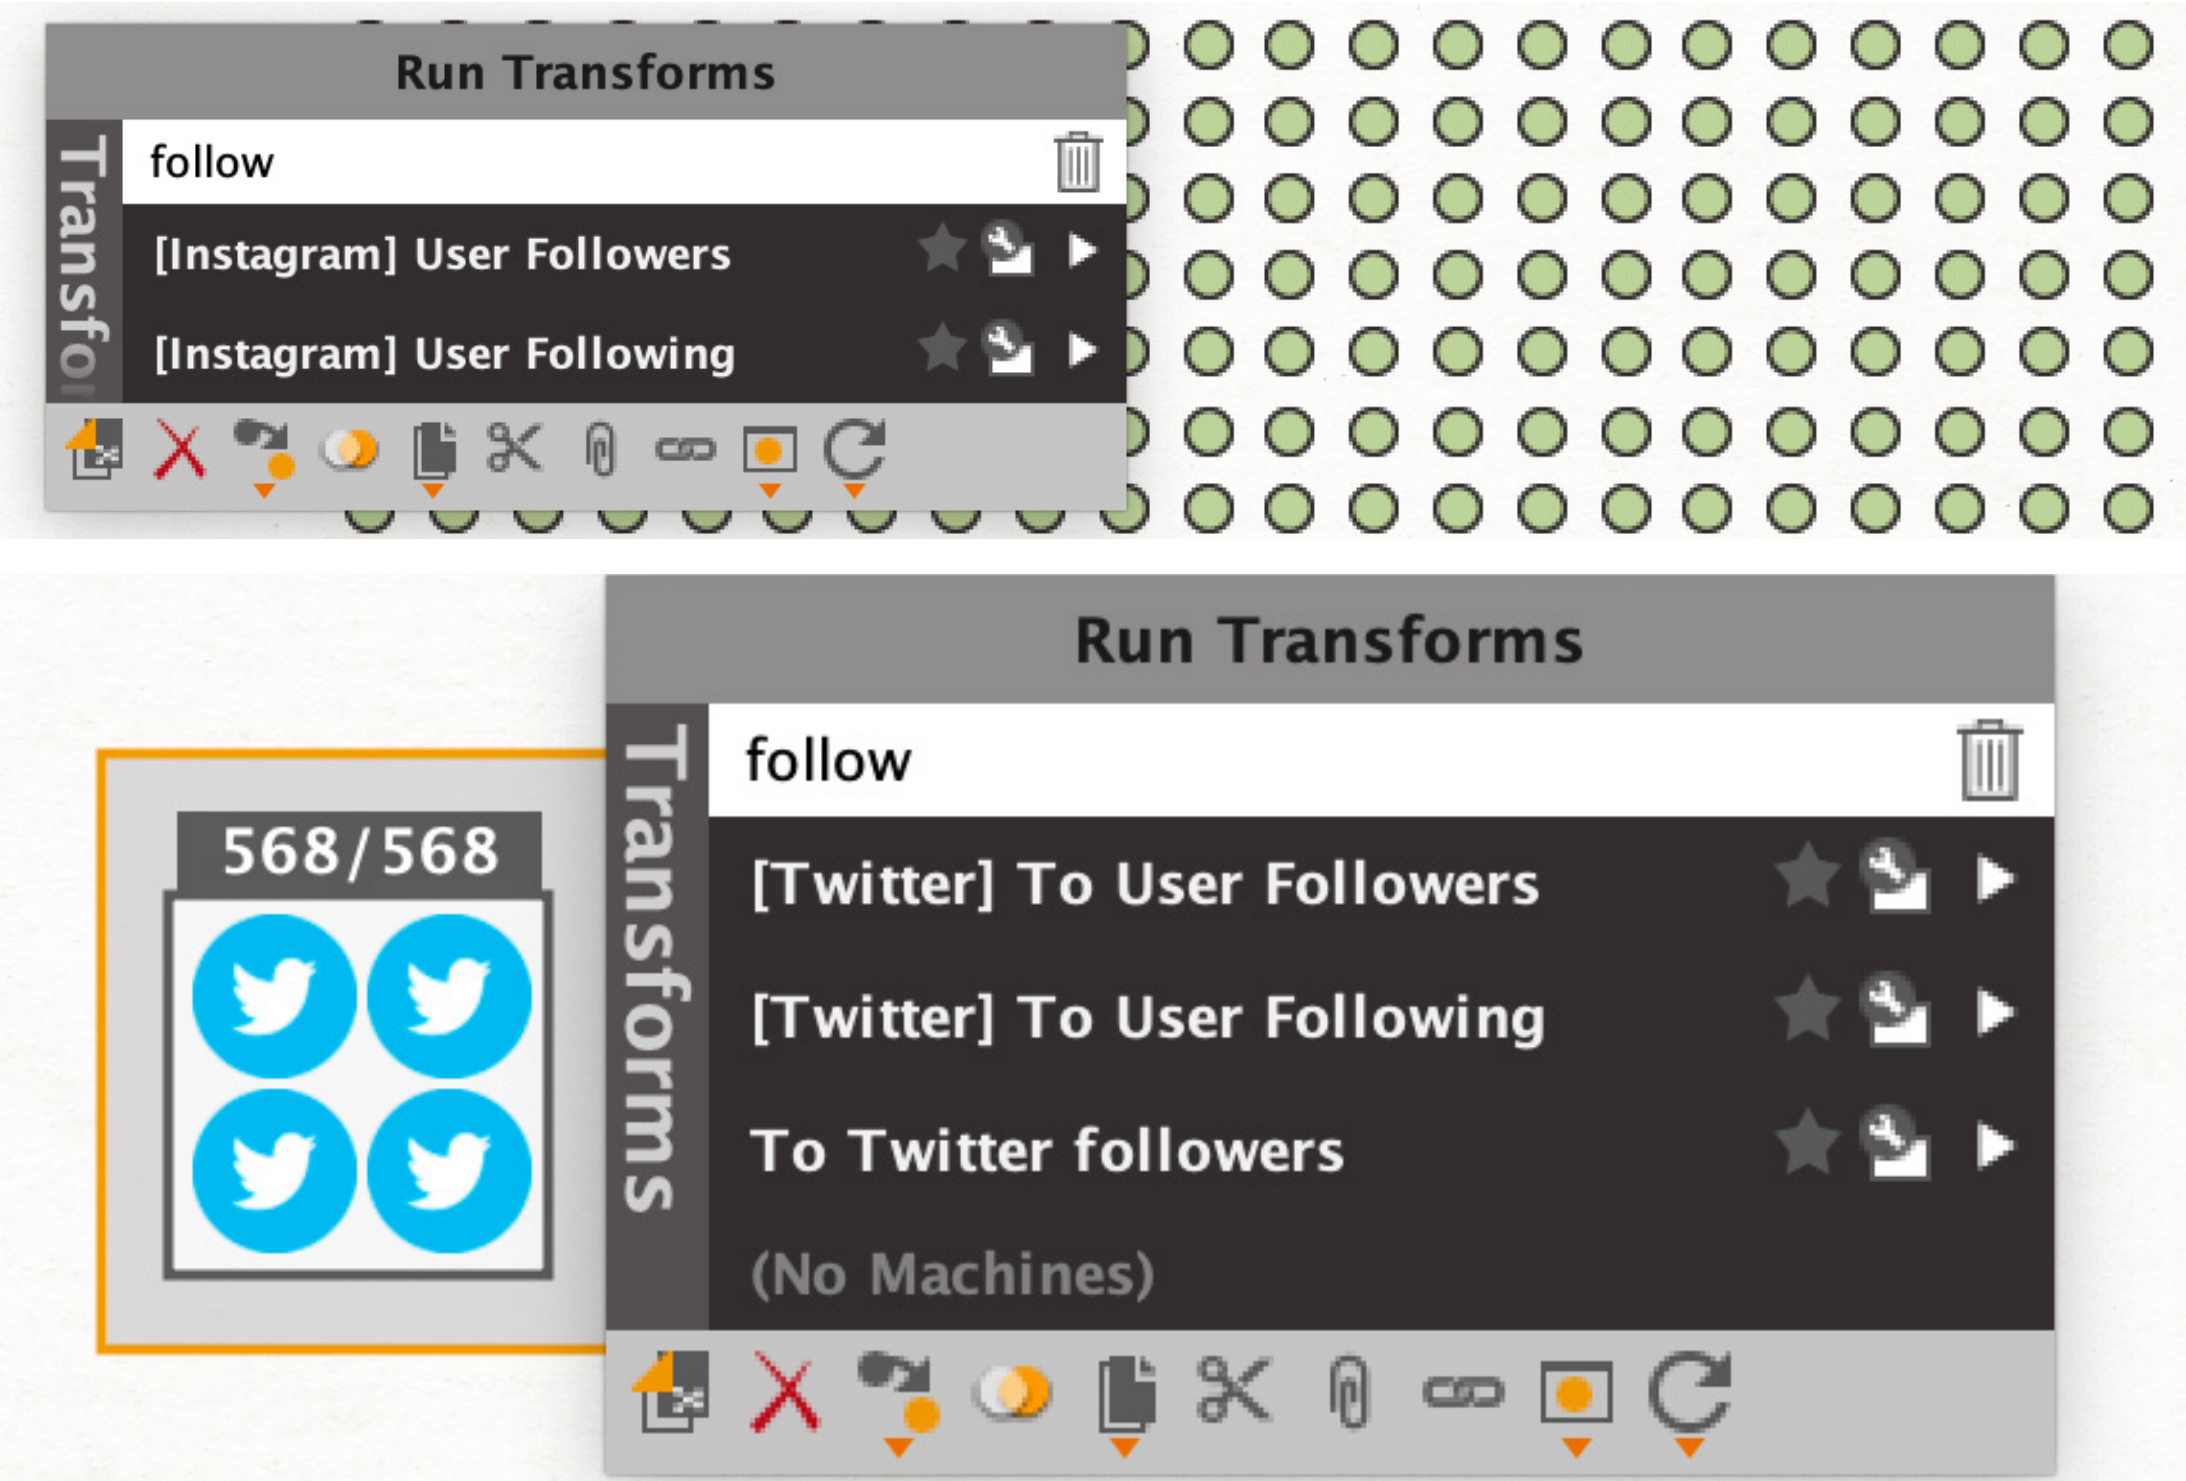 Run Transforms
Transfor
follow
[Instagram] User Followers
[Instagram] User Following
Run Transforms
568/568
Transforms
follow
[Twitter] To User Followers
[Twitter] To User Following
To Twitter followers
(No Machines)